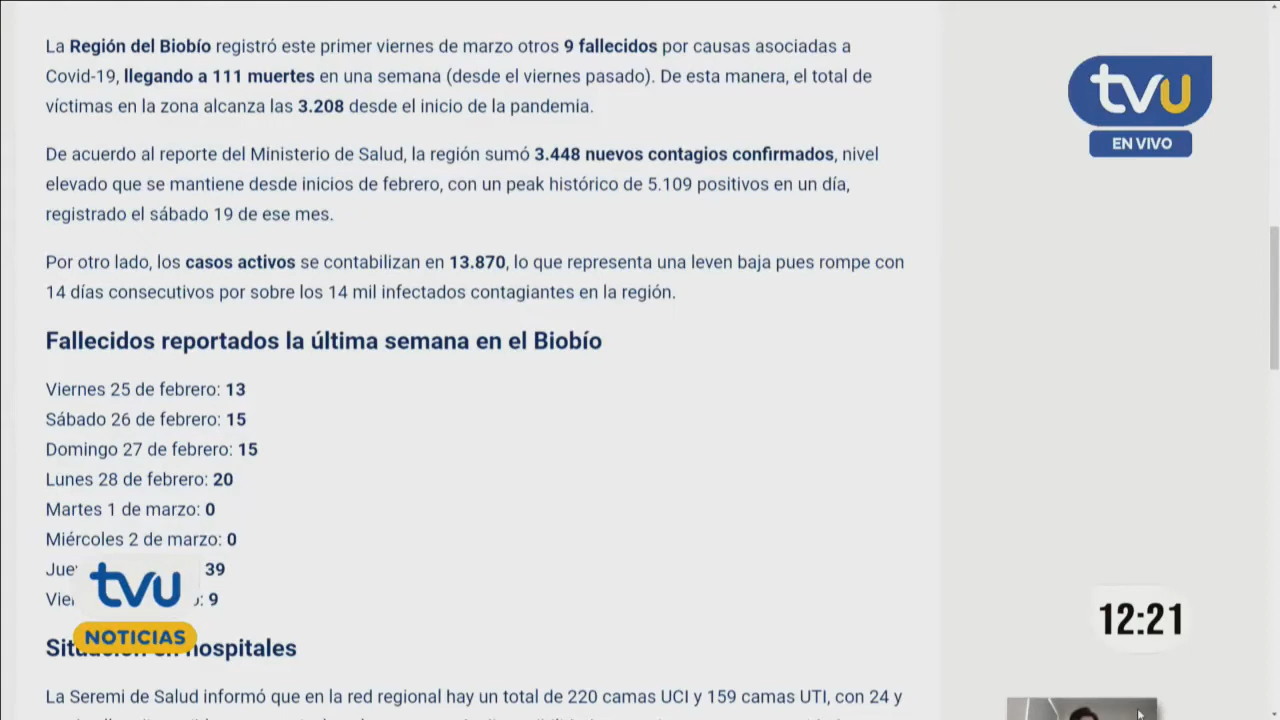 La Región del Biobío registró este primer viernes de marzo otros 9 fallecidos por causas asociadas a
Covid-19, llegando a 111 muertes en una semana (desde el viernes pasado). De esta manera, el total de
víctimas en la zona alcanza las 3.208 desde el inicio de la pandemia.
De acuerdo al reporte del Ministerio de Salud, la región sumó 3.448 nuevos contagios confirmados, nivel
elevado que se mantiene desde inicios de febrero, con un peak histórico de 5.109 positivos en un día,
registrado el sábado 19 de ese mes.
Por otro lado, los casos activos se contabilizan en 13.870, lo que representa una leven baja pues rompe con
14 días consecutivos por sobre los 14 mil infectados contagiantes en la región.
Fallecidos reportados la última semana en el Biobío
Viernes 25 de febrero: 13
Sábado 26 de febrero: 15
Domingo 27 de febrero: 15
Lunes 28 de febrero: 20
Martes 1 de marzo: 0
Miércoles 2 de marzo: 0
39
9
hospitales
La Seremi de Salud informó que en la red regional hay un total de 220 camas UCI y 159 camas UTI, con 24 y
tvu
EN VIVO
tvu
NOTICIAS
12:21